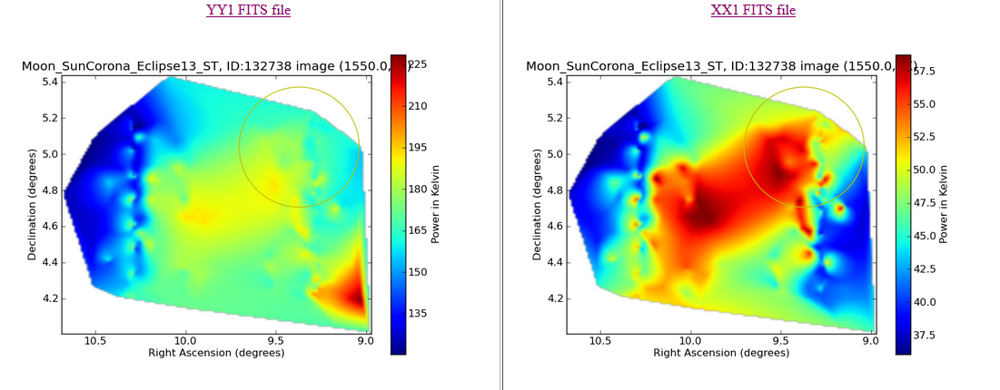 YY1 FITS file
Moon_SunCorona_Eclipse13_ST, ID:132738 image (1550.0,
225
210
195
180
165
150
135
Power in Kelvin
5.4
5.2
5.0
4.8
4.6
4.4
4.2
Declination (degrees)
10.5 10.0 9.5 9.0
Right Ascension (degrees)
XX1 FITS file
Moon_SunCorona_Eclipse13_ST, ID:132738 image (1550.0,
57.5
55.0
52.5
50.0
47.5
45.0
42.5
40.0
37.5
Power in Kelvin
5.4
5.2
5.0
4.8
4.6
4.4
4.2
Declination (degrees)
10.5 10.0 9.5 9.0
Right Ascension (degrees)